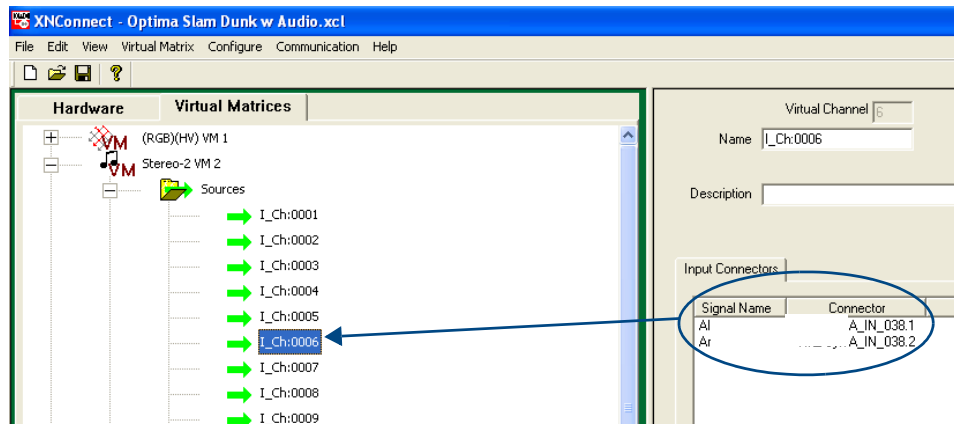 XNConnect - Optima Slam Dunk w Audio.xcl
File Edit View Virtual Matrix Configure Communication Help
Hardware Virtual Matrices
(RGB)(HV) VM 1
Stereo-2 VM 2
Sources
I_Ch:0001
I_Ch:0002
I_Ch:0003
I_Ch:0004
I_Ch:0005
I_Ch:0006
I_Ch:0007
I_Ch:0008
I_Ch:0009
Virtual Channel 6
Name I_Ch:0006
Description
Input Connectors
Signal Name Connector
Al A_IN_038.1
Ar A_IN_038.2